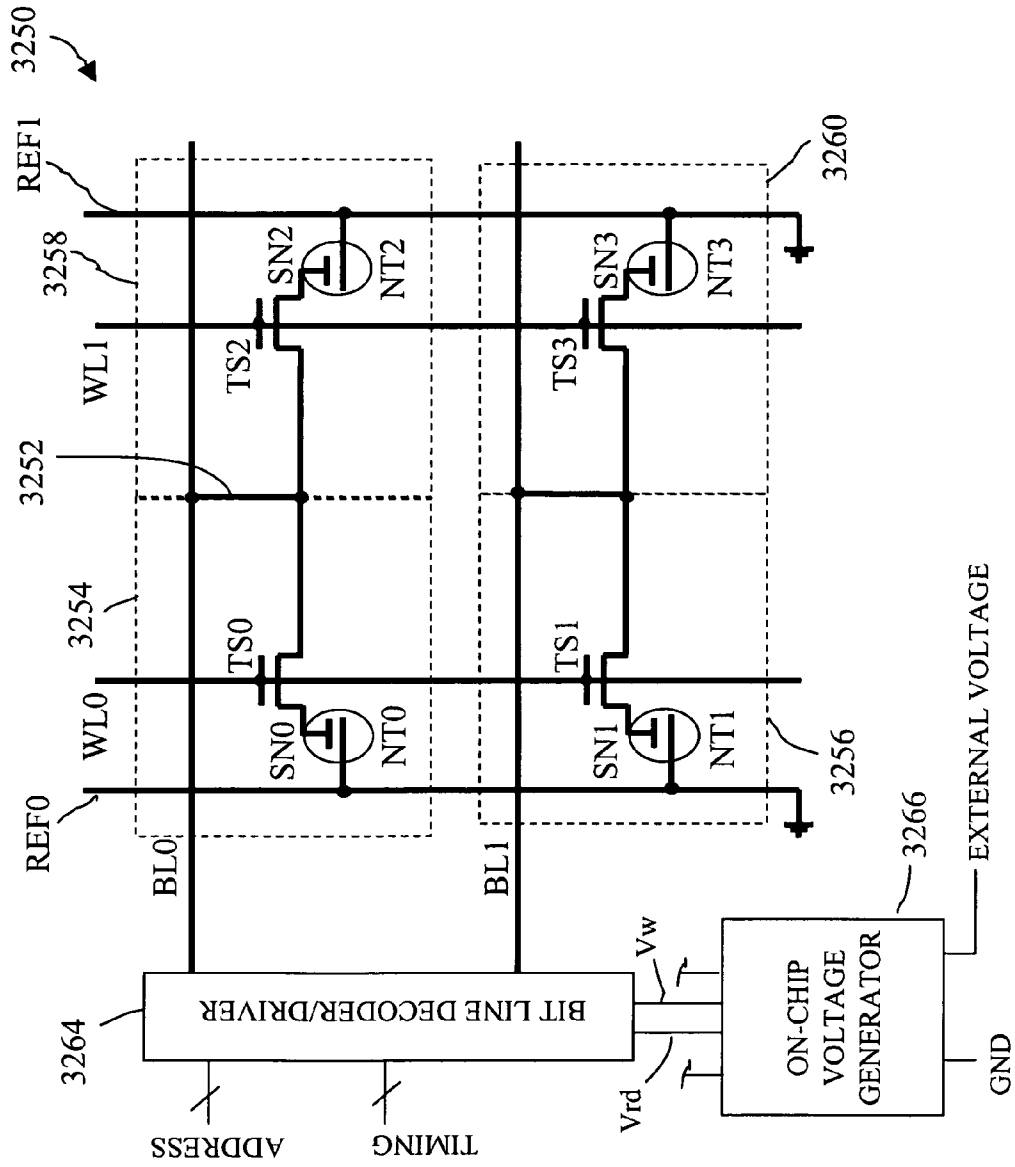 3250
REF1
3258
WL1
3252
3254
WL0
REF0
BL0
TS0
SN0
NT0
TS2
SN2
NT2
3260
BL1
TS1
SN1
NT1
TS3
SN3
NT3
3256
3264
BIT LINE DECODER/DRIVER
ADDRESS
TIMING
Vrd
Vw
ON-CHIP
VOLTAGE
GENERATOR
3266
GND
EXTERNAL VOLTAGE